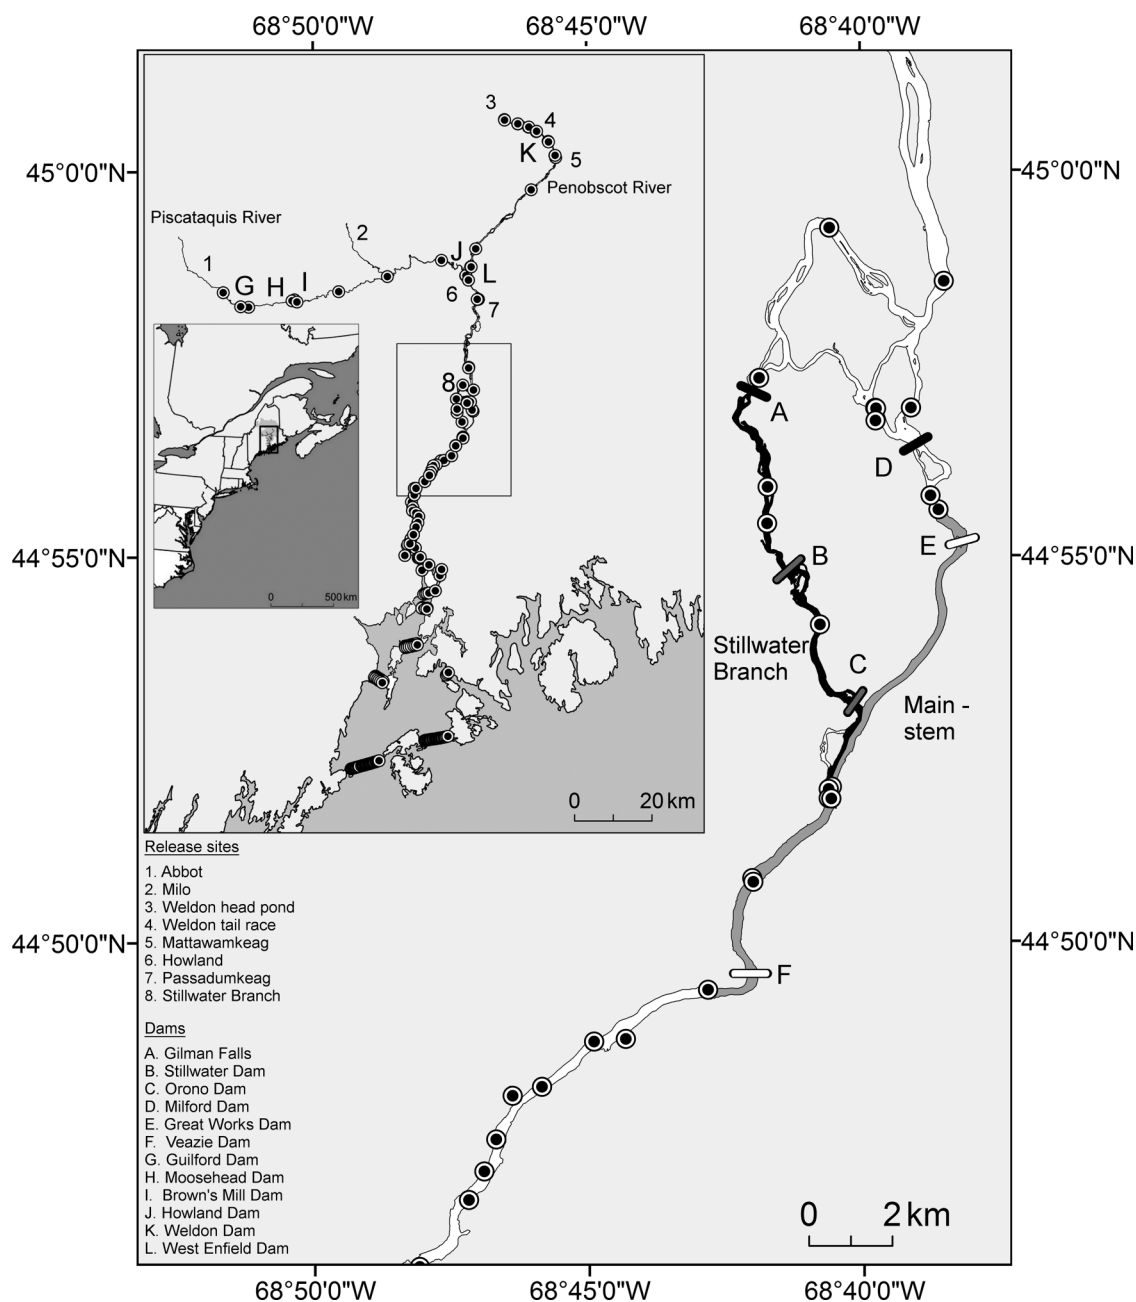 68°50'0"W
68°45'0"W
68°40'0"W
3
4
K
5
45°0'0"N
45°0'0"N
Penobscot River
Piscataquis River
2
J
1
G
H
I
L
6
7
8
A
D
E
B
44°55'0"N
44°55'0"N
0
500 km
Stillwater
Branch
C
Main -
stem
0
20 km
Release sites
1. Abbot
2. Milo
3. Weldon head pond
4. Weldon tail race
5. Mattawamkeag
6. Howland
7. Passadumkeag
8. Stillwater Branch
44°50'0"N
44°50'0"N
F
Dams
A. Gilman Falls
B. Stillwater Dam
C. Orono Dam
D. Milford Dam
E. Great Works Dam
F. Veazie Dam
G. Guilford Dam
H. Moosehead Dam
I. Brown's Mill Dam
J. Howland Dam
K. Weldon Dam
L. West Enfield Dam
0
2 km
68°50'0"W
68°45'0"W
68°40'0"W